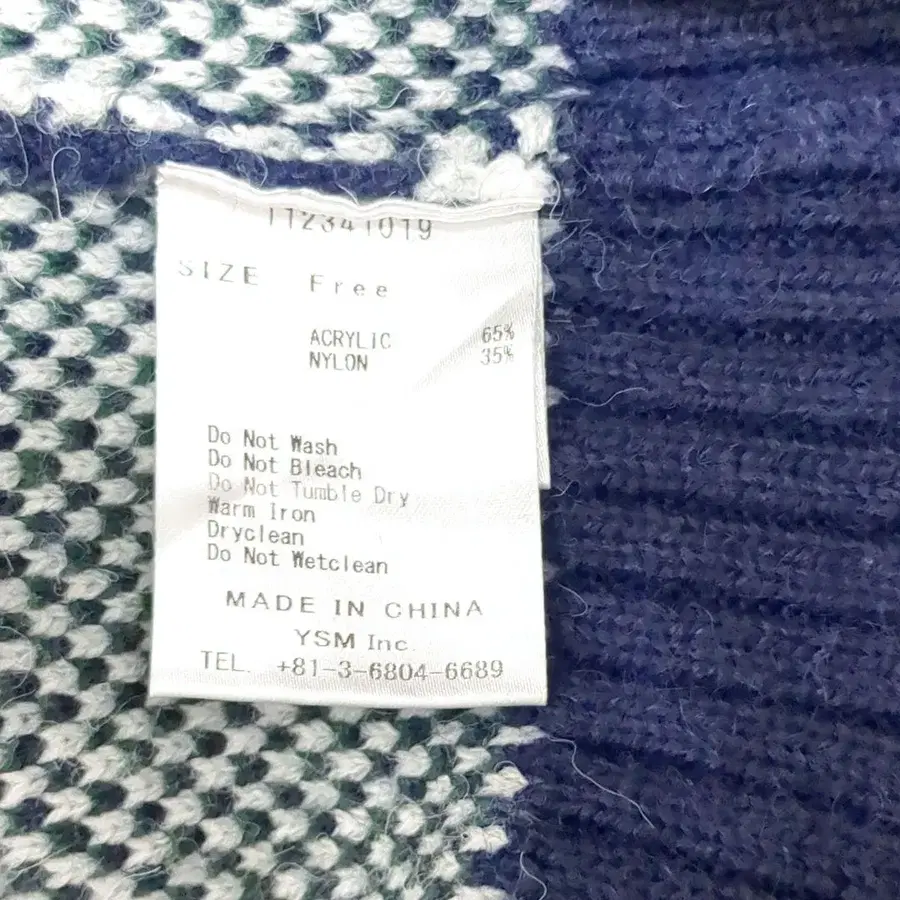 112341019
SIZE Free
ACRYLIC 65%
NYLON 35%
Do Not Wash
Do Not Bleach
Do Not Tumble Dry
Warm Iron
Dryclean
Do Not Wetclean
MADE IN CHINA
YSM Inc.
TEL. +81-3-6804-6689